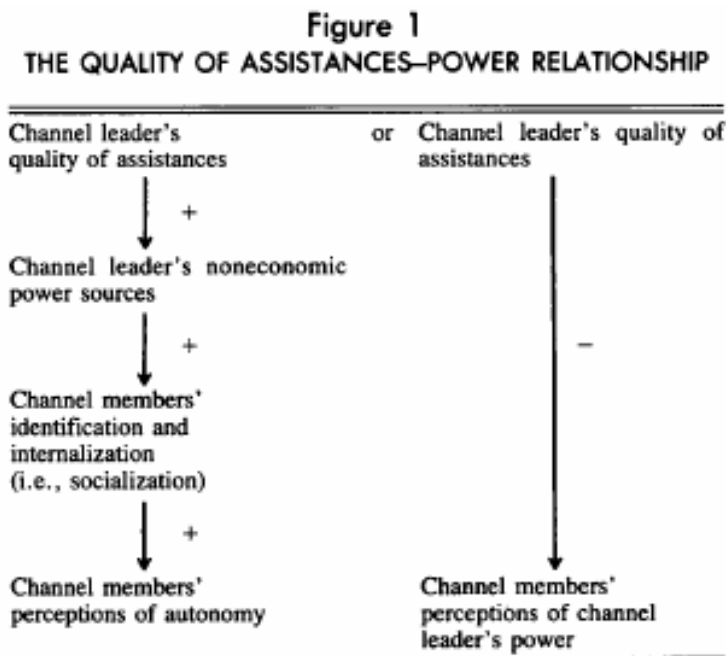 Figure 1
THE QUALITY OF ASSISTANCES–POWER RELATIONSHIP
Channel leader's
quality of assistances
or Channel leader's quality of
assistances
+
Channel leader's noneconomic
power sources
+
–
Channel members'
identification and
internalization
(i.e., socialization)
+
Channel members'
perceptions of autonomy
Channel members'
perceptions of channel
leader's power